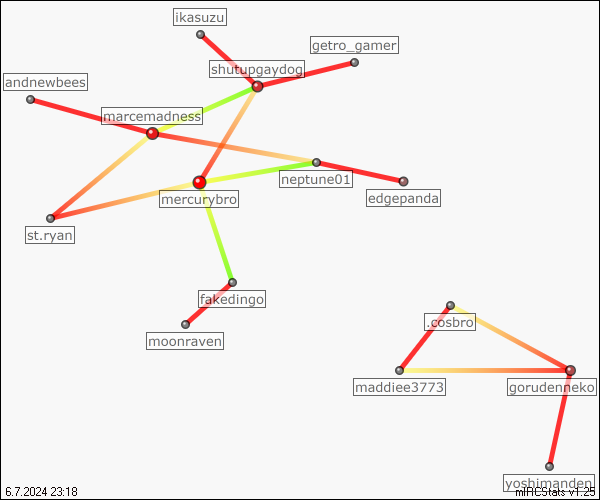 ikasuzu
getro_gamer
shutupgaydog
andnewbees
marcemadness
neptune01
edgepanda
mercurybro
st.ryan
fakedingo
.cosbro
moonraven
maddiee3773
gorudenneko
yoshimanden
6.7.2024 23:18
mIRCStats v1.25